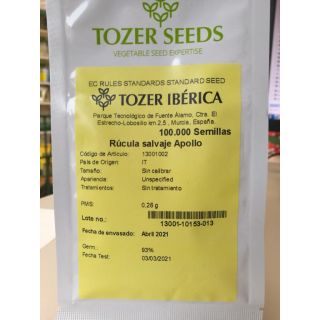 TOZER SEEDS
VEGETABLE SEED EXPERTISE
EC RULES STANDARDS STANDARD SEED
TOZER IBÉRICA
Parque Tecnológico de Fuente Álamo. Ctra. El
Estrecho-Lobosillo km 2,5 , Murcia, España.
100.000 Semillas
Rúcula salvaje Apollo
Código de Articulo: 13001002
País de Origen: IT
Tamaño: Sin calibrar
Apariencia: Unspecified
Tratamientos: Sin tratamiento
PMS: 0,26 g
Lote no.:
13001-10153-013
Fecha de envasado: Abril 2021
Germ.: 93%
Fecha Test: 03/03/2021